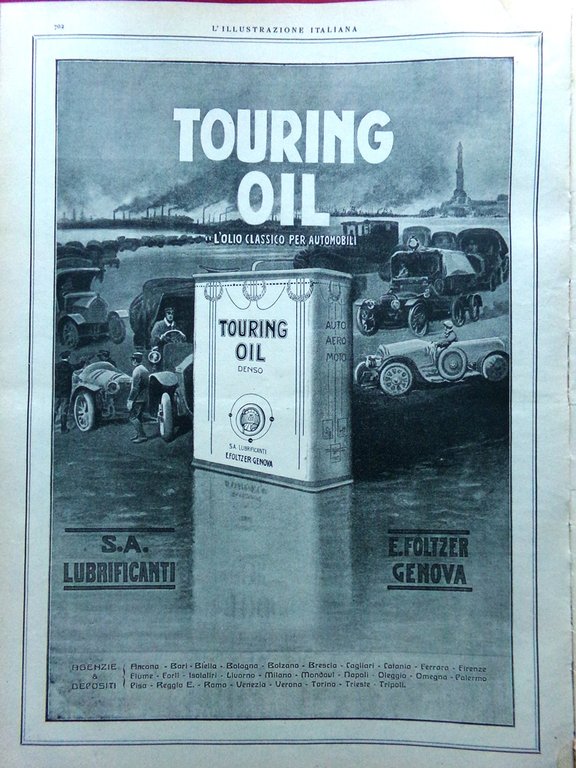 702
L'ILLUSTRAZIONE ITALIANA
TOURING
OIL
L'OLIO CLASSICO PER AUTOMOBILI
TOURING
OIL
DENSO
S.A. LUBRIFICANTI
E.FOLTZER GENOVA
AUTO
AERO
MOTO
S.A.
LUBRIFICANTI
E.FOLTZER
GENOVA
AGENZIE
&
DEPOSITI
Ancona - Bari - Biella - Bologna - Bolzano - Brescia - Cagliari - Catania - Ferrara - Firenze
Fiume - Forlì - Isolaliri - Livorno - Milano - Mondovì - Napoli - Oleggio - Omegna - Palermo
Pisa - Reggio E. - Roma - Venezia - Verona - Torino - Trieste - Tripoli.